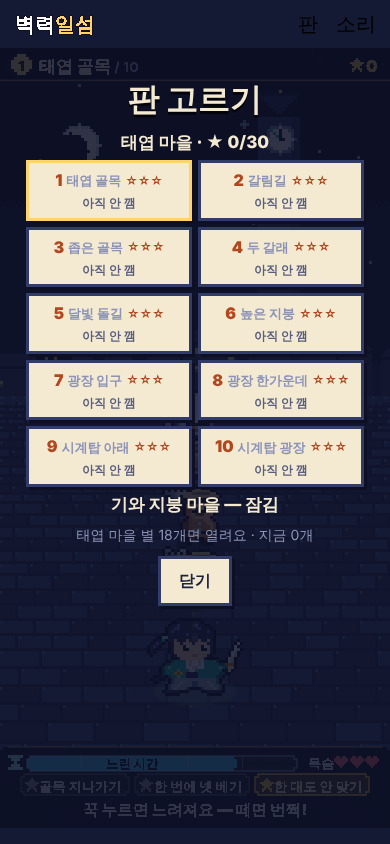 벽력일섬 판 소리
1 태엽 골목 / 10 ★0
판 고르기
태엽 마을 · ★ 0/30
1 태엽 골목 ☆☆☆
아직 안 깸
2 갈림길 ☆☆☆
아직 안 깸
3 좁은 골목 ☆☆☆
아직 안 깸
4 두 갈래 ☆☆☆
아직 안 깸
5 달빛 돌길 ☆☆☆
아직 안 깸
6 높은 지붕 ☆☆☆
아직 안 깸
7 광장 입구 ☆☆☆
아직 안 깸
8 광장 한가운데 ☆☆☆
아직 안 깸
9 시계탑 아래 ☆☆☆
아직 안 깸
10 시계탑 광장 ☆☆☆
아직 안 깸
기와 지붕 마을 — 잠김
태엽 마을 별 18개면 열려요 · 지금 0개
닫기
느린 시간 목숨
골목 지나가기 한 번에 넷 베기 한 대도 안 맞기
꾹 누르면 느려져요 — 떼면 번쩍!